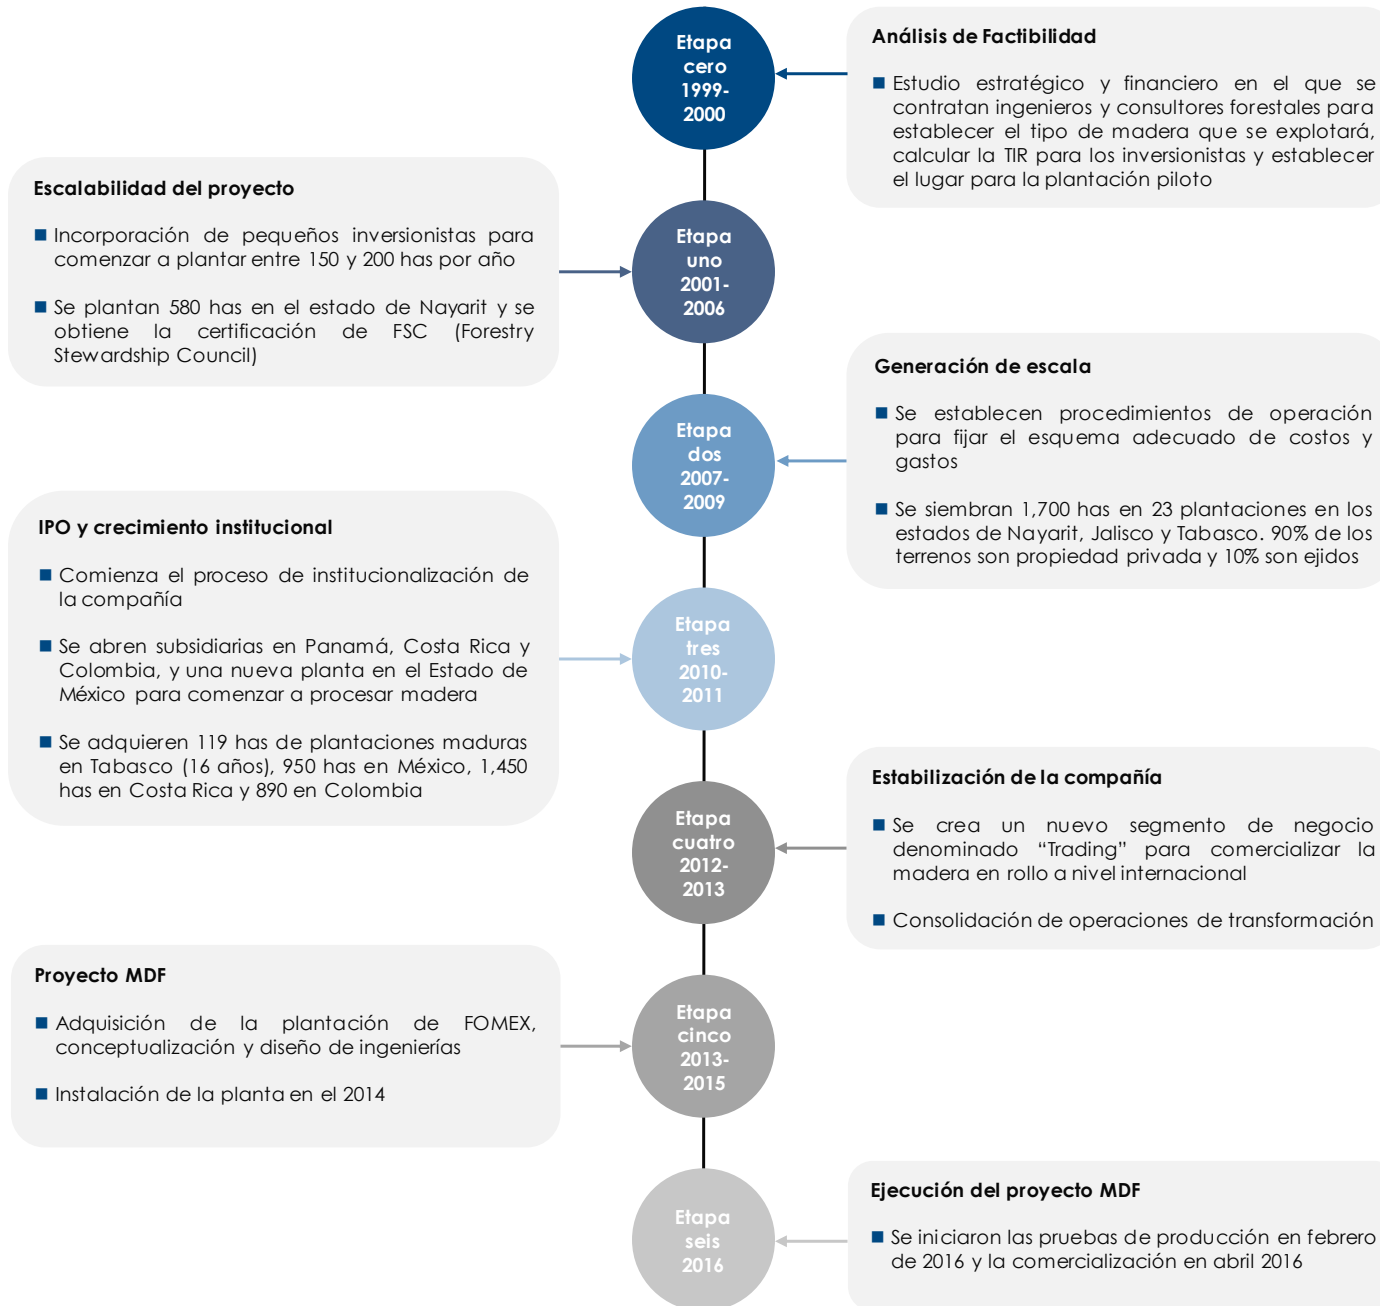 Etapa
cero
1999-
2000
Análisis de Factibilidad
Estudio estratégico y financiero en el que se
contratan ingenieros y consultores forestales para
establecer el tipo de madera que se explotará,
calcular la TIR para los inversionistas y establecer
el lugar para la plantación piloto
Escalabilidad del proyecto
Incorporación de pequeños inversionistas para
comenzar a plantar entre 150 y 200 has por año
Se plantan 580 has en el estado de Nayarit y se
obtiene la certificación de FSC (Forestry
Stewardship Council)
Etapa
uno
2001-
2006
Etapa
dos
2007-
2009
Generación de escala
Se establecen procedimientos de operación
para fijar el esquema adecuado de costos y
gastos
Se siembran 1,700 has en 23 plantaciones en los
estados de Nayarit, Jalisco y Tabasco. 90% de los
terrenos son propiedad privada y 10% son ejidos
IPO y crecimiento institucional
Comienza el proceso de institucionalización de
la compañía
Se abren subsidiarias en Panamá, Costa Rica y
Colombia, y una nueva planta en el Estado de
México para comenzar a procesar madera
Se adquieren 119 has de plantaciones maduras
en Tabasco (16 años), 950 has en México, 1,450
has en Costa Rica y 890 en Colombia
Etapa
tres
2010-
2011
Etapa
cuatro
2012-
2013
Estabilización de la compañía
Se crea un nuevo segmento de negocio
denominado “Trading” para comercializar la
madera en rollo a nivel internacional
Consolidación de operaciones de transformación
Proyecto MDF
Adquisición de la plantación de FOMEX,
conceptualización y diseño de ingenierías
Instalación de la planta en el 2014
Etapa
cinco
2013-
2015
Etapa
seis
2016
Ejecución del proyecto MDF
Se iniciaron las pruebas de producción en febrero
de 2016 y la comercialización en abril 2016